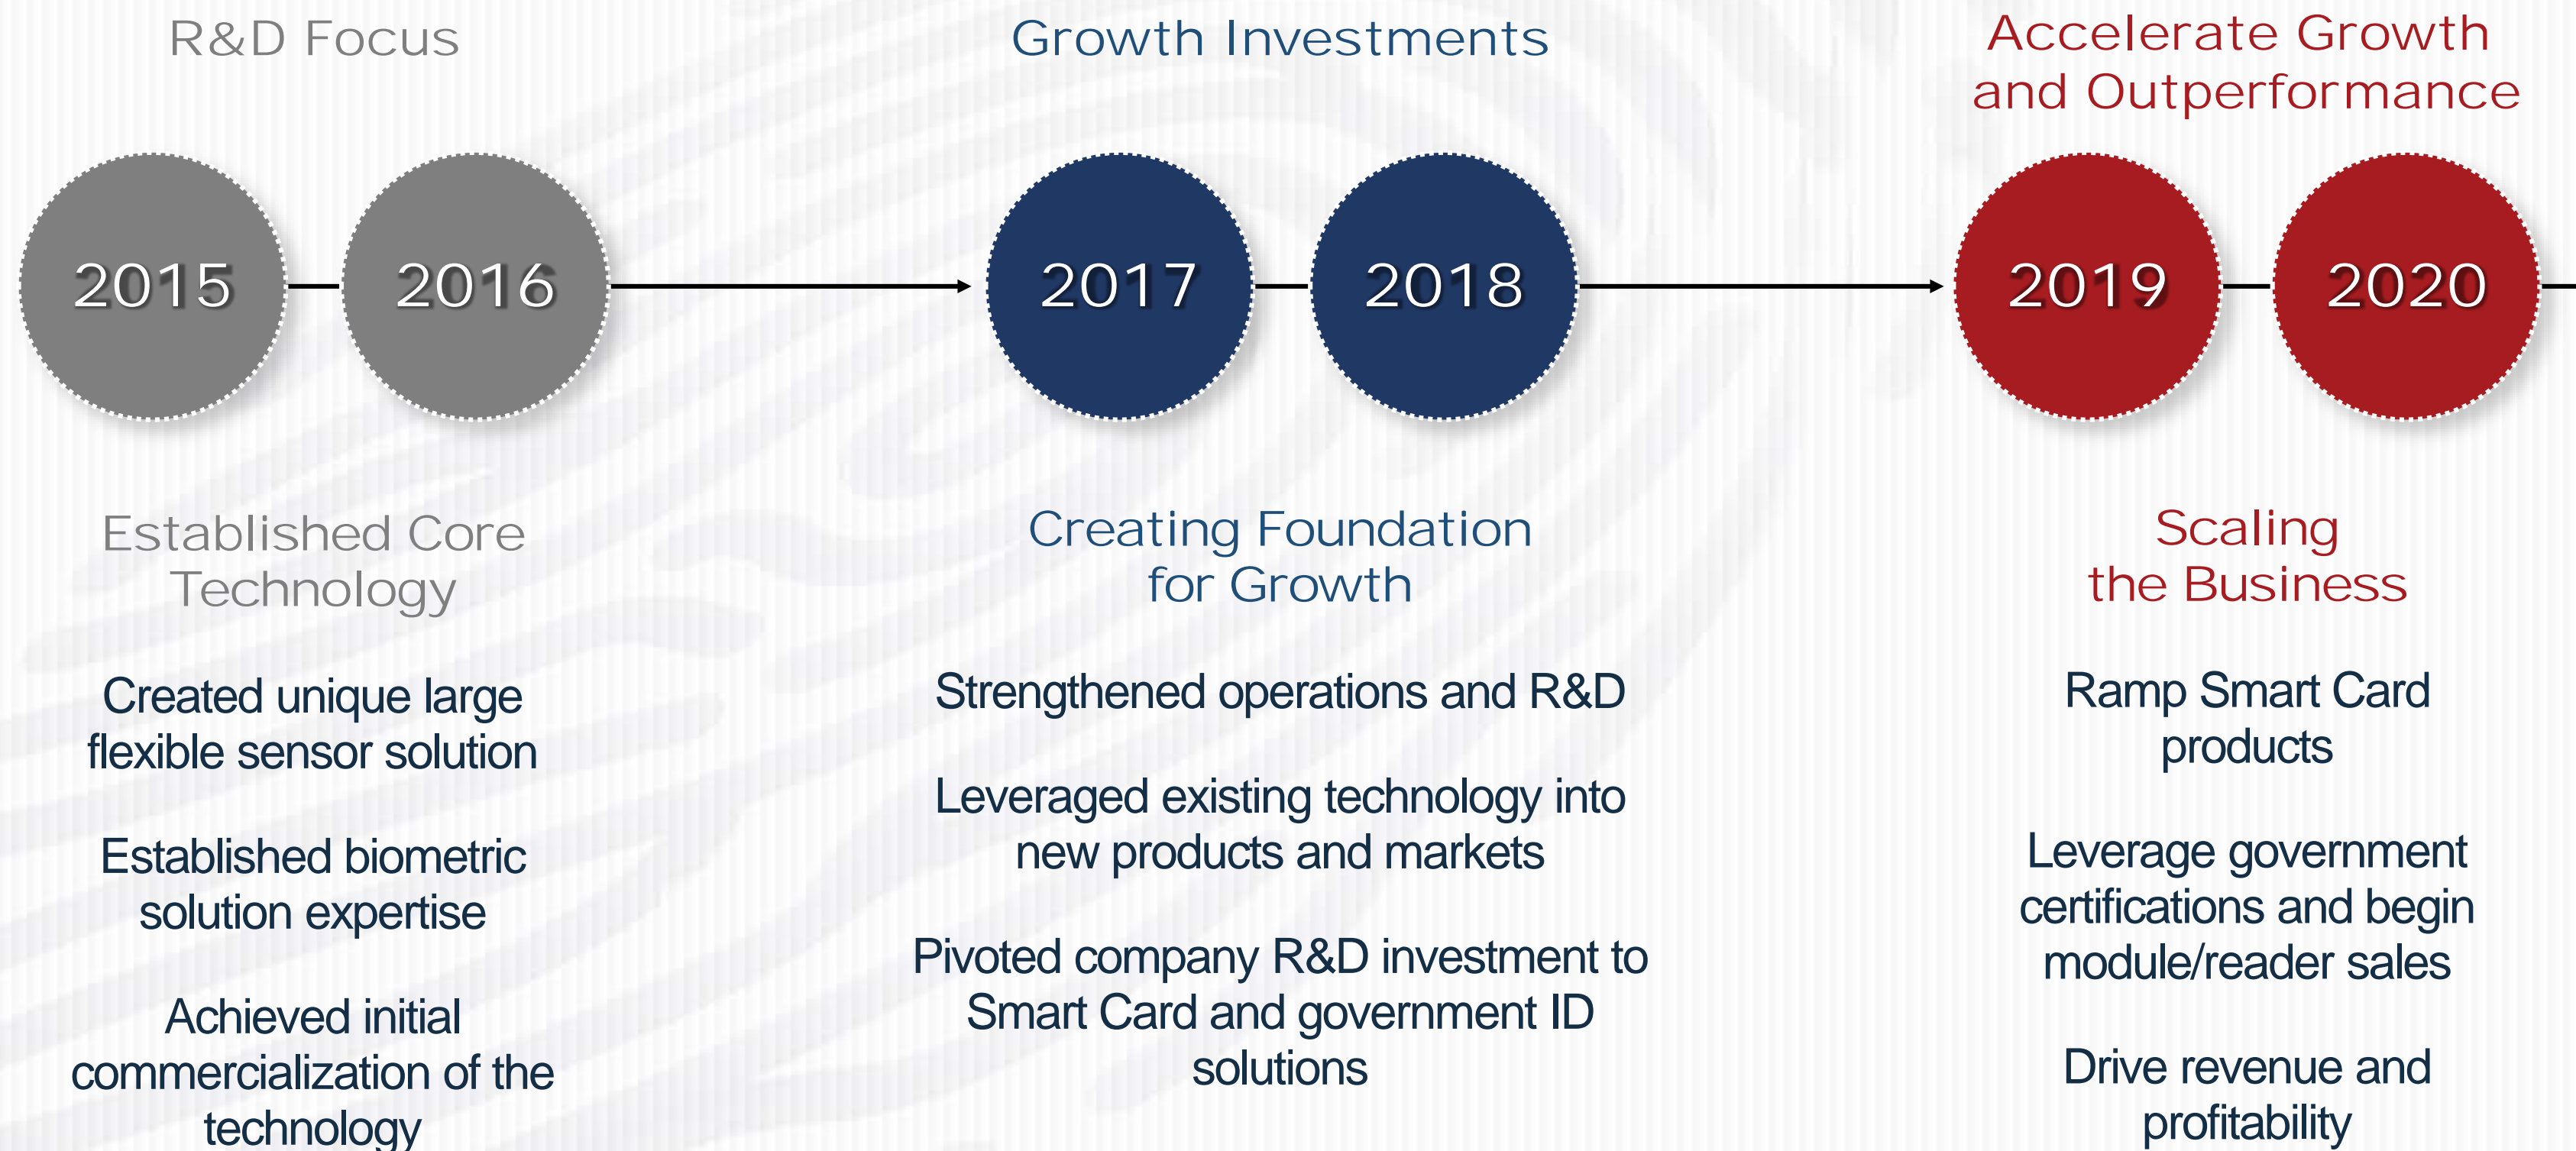 R&D Focus
2015
2016
Established Core
Technology
Created unique large
flexible sensor solution
Established biometric
solution expertise
Achieved initial
commercialization of the
technology
Growth Investments
2017
2018
Creating Foundation
for Growth
Strengthened operations and R&D
Leveraged existing technology into
new products and markets
Pivoted company R&D investment to
Smart Card and government ID
solutions
Accelerate Growth
and Outperformance
2019
2020
Scaling
the Business
Ramp Smart Card
products
Leverage government
certifications and begin
module/reader sales
Drive revenue and
profitability